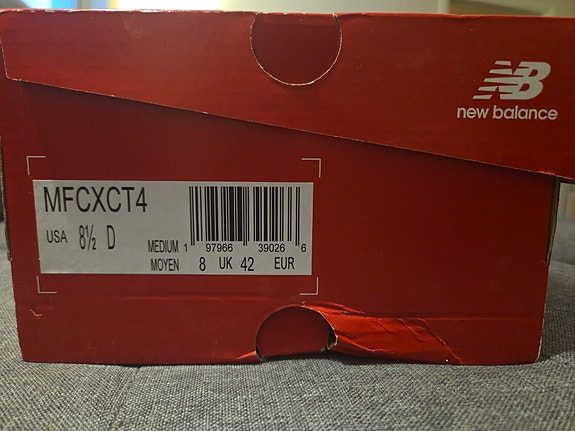 NB
new balance
MFCXCT4
USA 8½ D
MEDIUM 1 97966 39026 6
MOYEN 8 UK 42 EUR